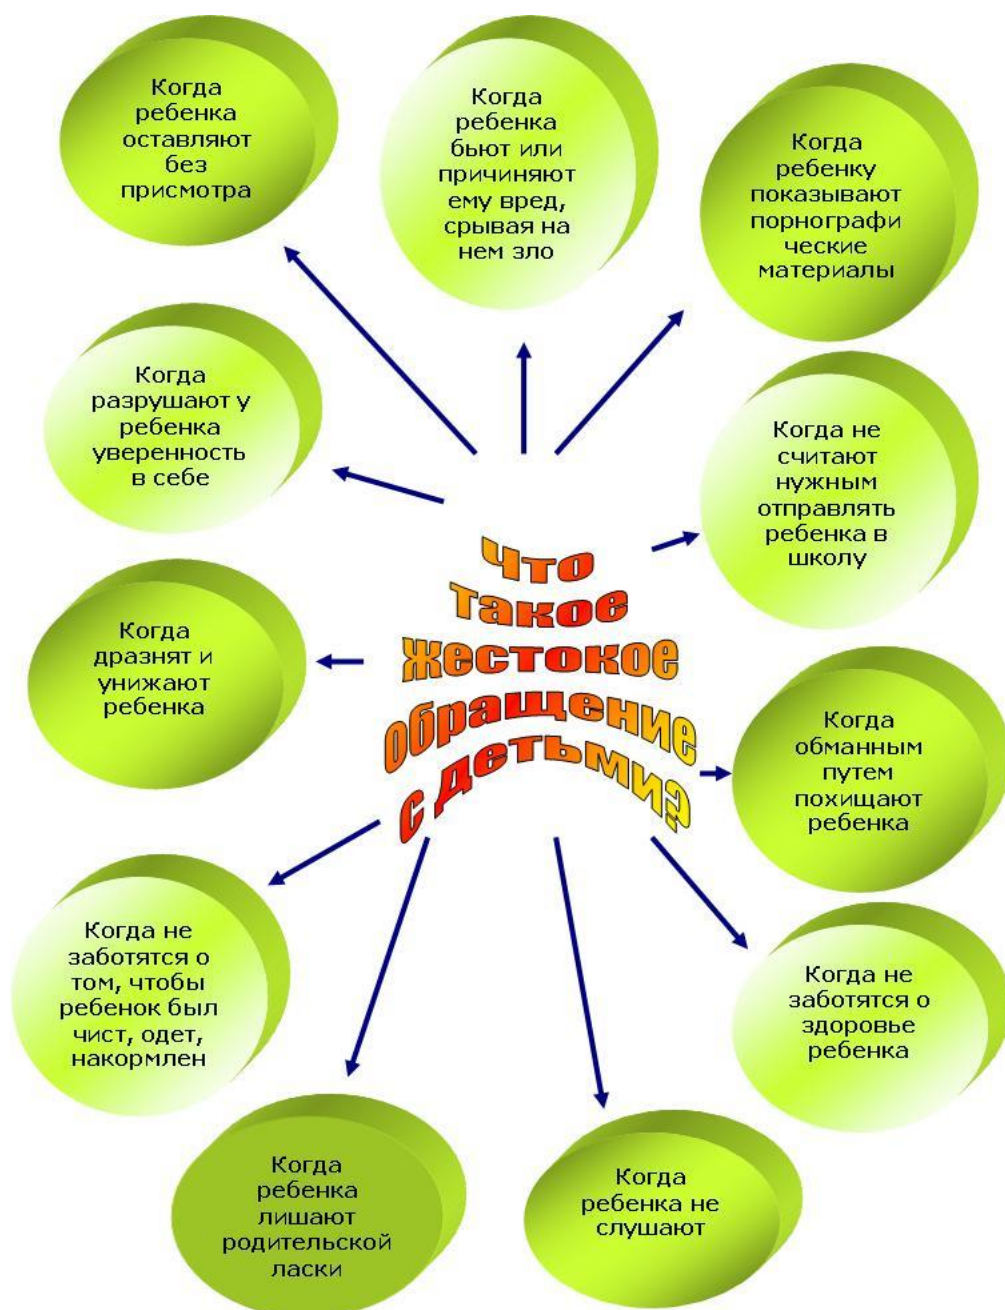 Когда
ребенка
оставляют
без
присмотра
Когда
ребенка
бьют или
причиняют
ему вред,
срывая на
нем зло
Когда
ребенку
показывают
порнографи
ческие
материалы
Когда
разрушают у
ребенка
уверенность
в себе
Когда не
считают
нужным
отправлять
ребенка в
школу
Что
такое
жестокое
обращение
с детьми?
Когда
дразнят и
унижают
ребенка
Когда
обманным
путем
похищают
ребенка
Когда не
заботятся о
том, чтобы
ребенок был
чист, одет,
накормлен
Когда не
заботятся о
здоровье
ребенка
Когда
ребенка
лишают
родительской
ласки
Когда
ребенка не
слушают